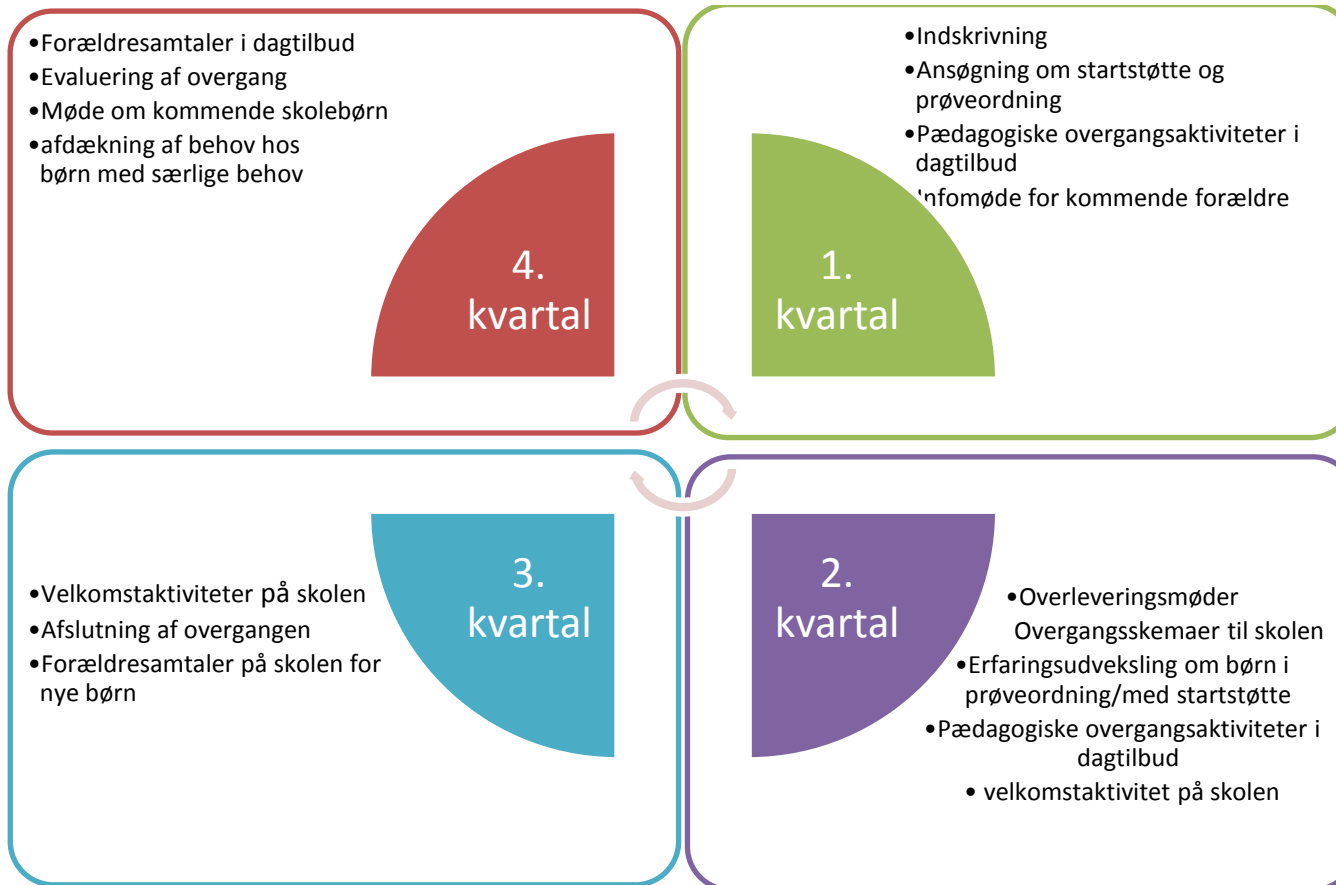 •Forældresamtaler i dagtilbud
•Evaluering af overgang
•Møde om kommende skolebørn
•afdækning af behov hos
børn med særlige behov
4.
kvartal
•Indskrivning
•Ansøgning om startstøtte og
prøveordning
•Pædagogiske overgangsaktiviteter i
dagtilbud
•Infomøde for kommende forældre
1.
kvartal
•Velkomstaktiviteter på skolen
•Afslutning af overgangen
•Forældresamtaler på skolen for
nye børn
3.
kvartal
2.
kvartal
•Overleveringsmøder
Overgangsskemaer til skolen
•Erfaringsudveksling om børn i
prøveordning/med startstøtte
•Pædagogiske overgangsaktiviteter i
dagtilbud
• velkomstaktivitet på skolen